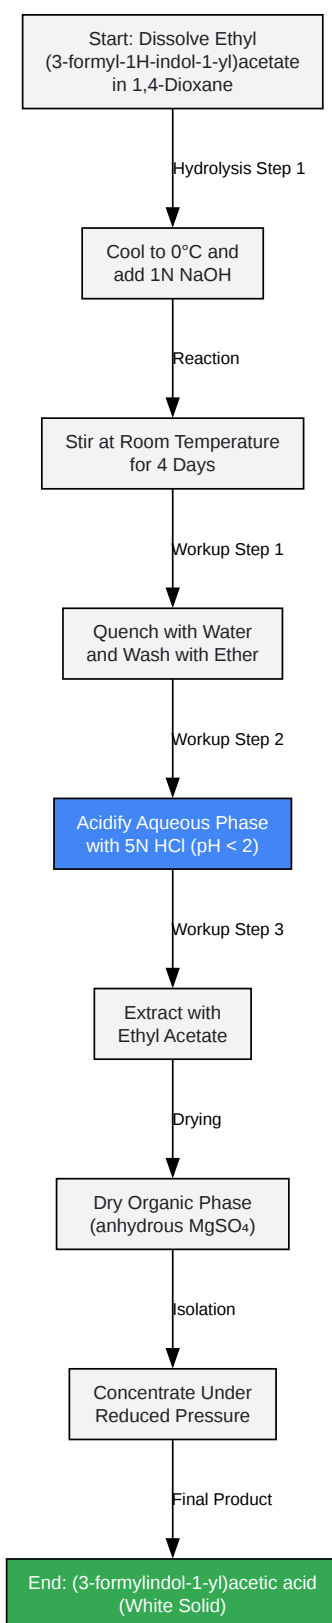 Start: Dissolve Ethyl
(3-formyl-1H-indol-1-yl)acetate
in 1,4-Dioxane
Hydrolysis Step 1
Cool to 0°C and
add 1N NaOH
Reaction
Stir at Room Temperature
for 4 Days
Workup Step 1
Quench with Water
and Wash with Ether
Workup Step 2
Acidify Aqueous Phase
with 5N HCl (pH < 2)
Workup Step 3
Extract with
Ethyl Acetate
Drying
Dry Organic Phase
(anhydrous MgSO₄)
Isolation
Concentrate Under
Reduced Pressure
Final Product
End: (3-formylindol-1-yl)acetic acid
(White Solid)